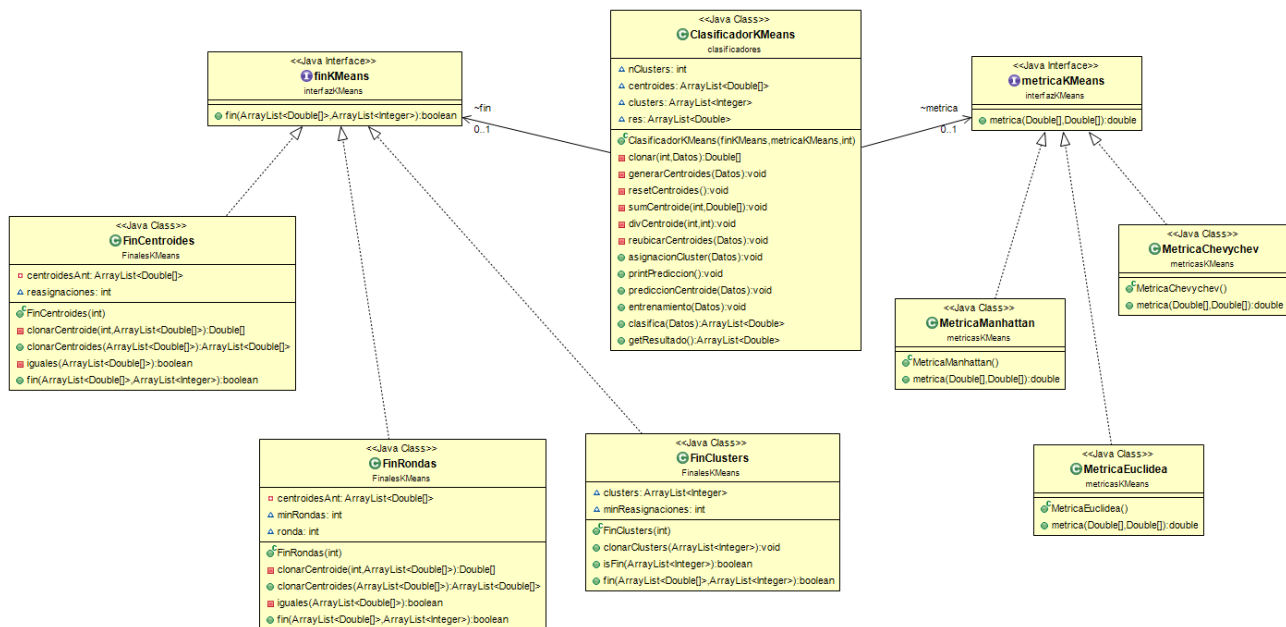 <<Java Class>>
ClasificadorKMeans
clasificadores
nClusters: int
centroides: ArrayList<Double[]>
clusters: ArrayList<Integer>
res: ArrayList<Double>
ClasificadorKMeans(finKMeans,metricaKMeans,int)
clonar(int,Datos):Double[]
generarCentroides(Datos):void
resetCentroides():void
sumCentroide(int,Double[]):void
divCentroide(int,int):void
reubicarCentroides(Datos):void
asignacionCluster(Datos):void
printPrediccion():void
prediccionCentroide(Datos):void
entrenamiento(Datos):void
clasifica(Datos):ArrayList<Double>
getResultado():ArrayList<Double>
<<Java Interface>>
finKMeans
interfazKMeans
fin(ArrayList<Double[]>,ArrayList<Integer>):boolean
~fin
0..1
<<Java Interface>>
metricaKMeans
interfazKMeans
metrica(Double[],Double[]):double
~metrica
0..1
<<Java Class>>
FinCentroides
FinalesKMeans
centroidesAnt: ArrayList<Double[]>
reasignaciones: int
FinCentroides(int)
clonarCentroide(int,ArrayList<Double[]>):Double[]
clonarCentroides(ArrayList<Double[]>):ArrayList<Double[]>
iguales(ArrayList<Double[]>):boolean
fin(ArrayList<Double[]>,ArrayList<Integer>):boolean
<<Java Class>>
MetricaChevychev
metricasKMeans
MetricaChevychev()
metrica(Double[],Double[]):double
<<Java Class>>
MetricaManhattan
metricasKMeans
MetricaManhattan()
metrica(Double[],Double[]):double
<<Java Class>>
FinRondas
FinalesKMeans
centroidesAnt: ArrayList<Double[]>
minRondas: int
ronda: int
FinRondas(int)
clonarCentroide(int,ArrayList<Double[]>):Double[]
clonarCentroides(ArrayList<Double[]>):ArrayList<Double[]>
iguales(ArrayList<Double[]>):boolean
fin(ArrayList<Double[]>,ArrayList<Integer>):boolean
<<Java Class>>
FinClusters
FinalesKMeans
clusters: ArrayList<Integer>
minReasignaciones: int
FinClusters(int)
clonarClusters(ArrayList<Integer>):void
isFin(ArrayList<Integer>):boolean
fin(ArrayList<Double[]>,ArrayList<Integer>):boolean
<<Java Class>>
MetricaEuclidea
metricasKMeans
MetricaEuclidea()
metrica(Double[],Double[]):double